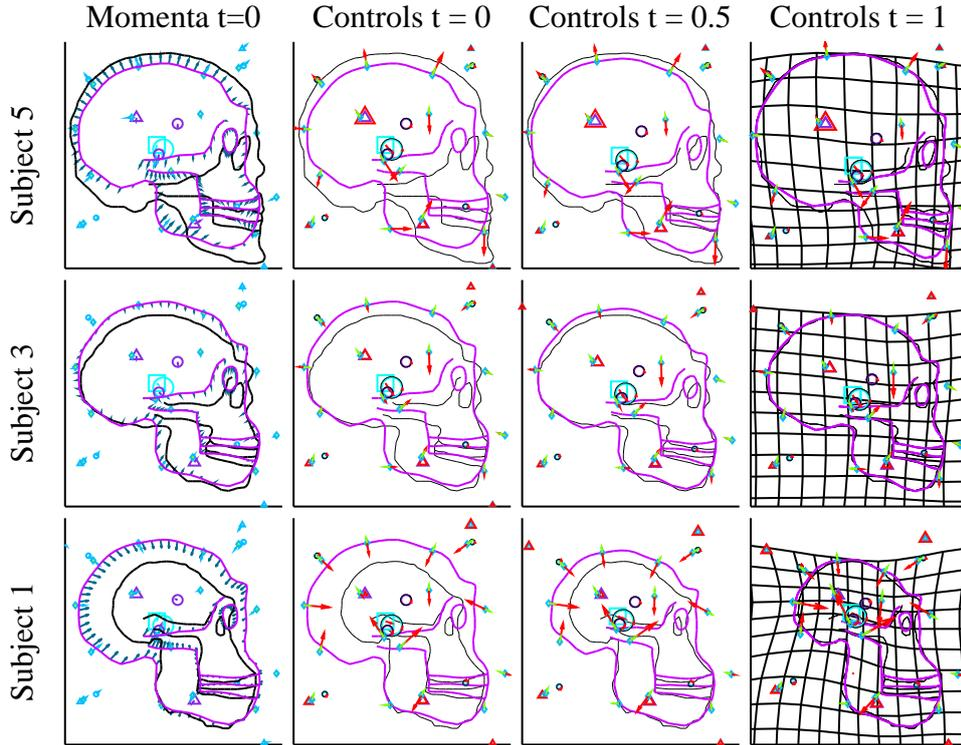 Momenta t=0 Controls t = 0 Controls t = 0.5 Controls t = 1
Subject 5
Subject 3
Subject 1